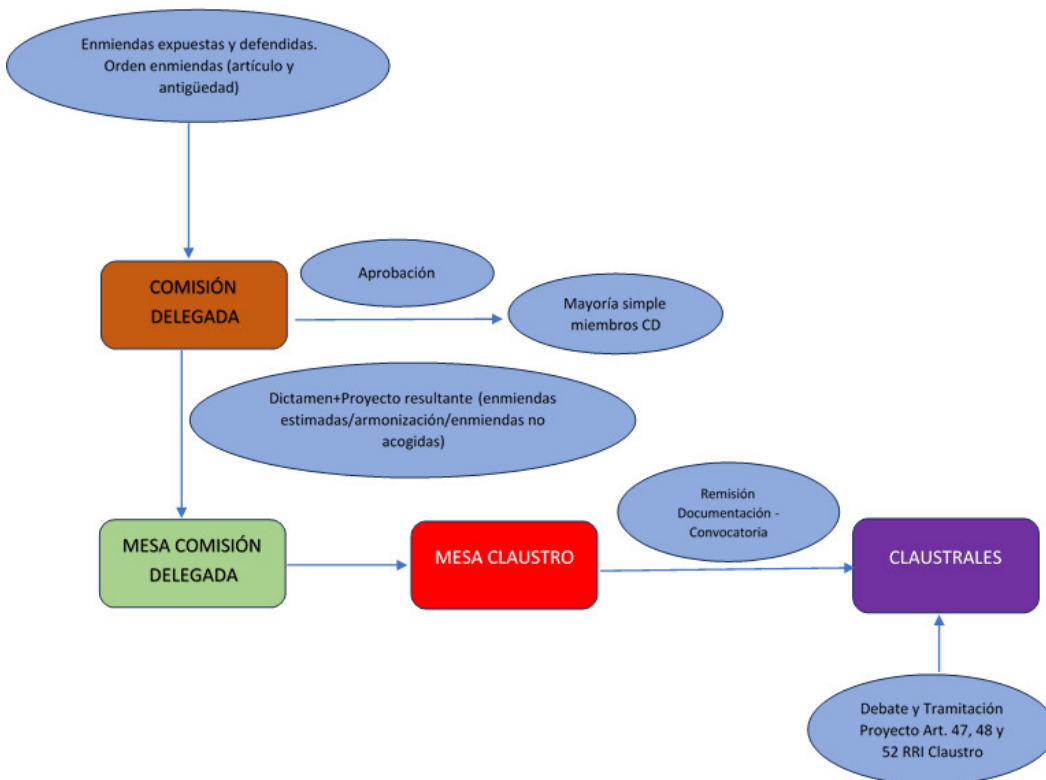 Enmiendas expuestas y defendidas.
Orden enmiendas (artículo y
antigüedad)
COMISIÓN
DELEGADA
Aprobación
Mayoría simple
miembros CD
Dictamen+Proyecto resultante (enmiendas
estimadas/armonización/enmiendas no
acogidas)
MESA COMISIÓN
DELEGADA
MESA CLAUSTRO
Remisión
Documentación -
Convocatoria
CLAUSTRALES
Debate y Tramitación
Proyecto Art. 47, 48 y
52 RRI Claustro